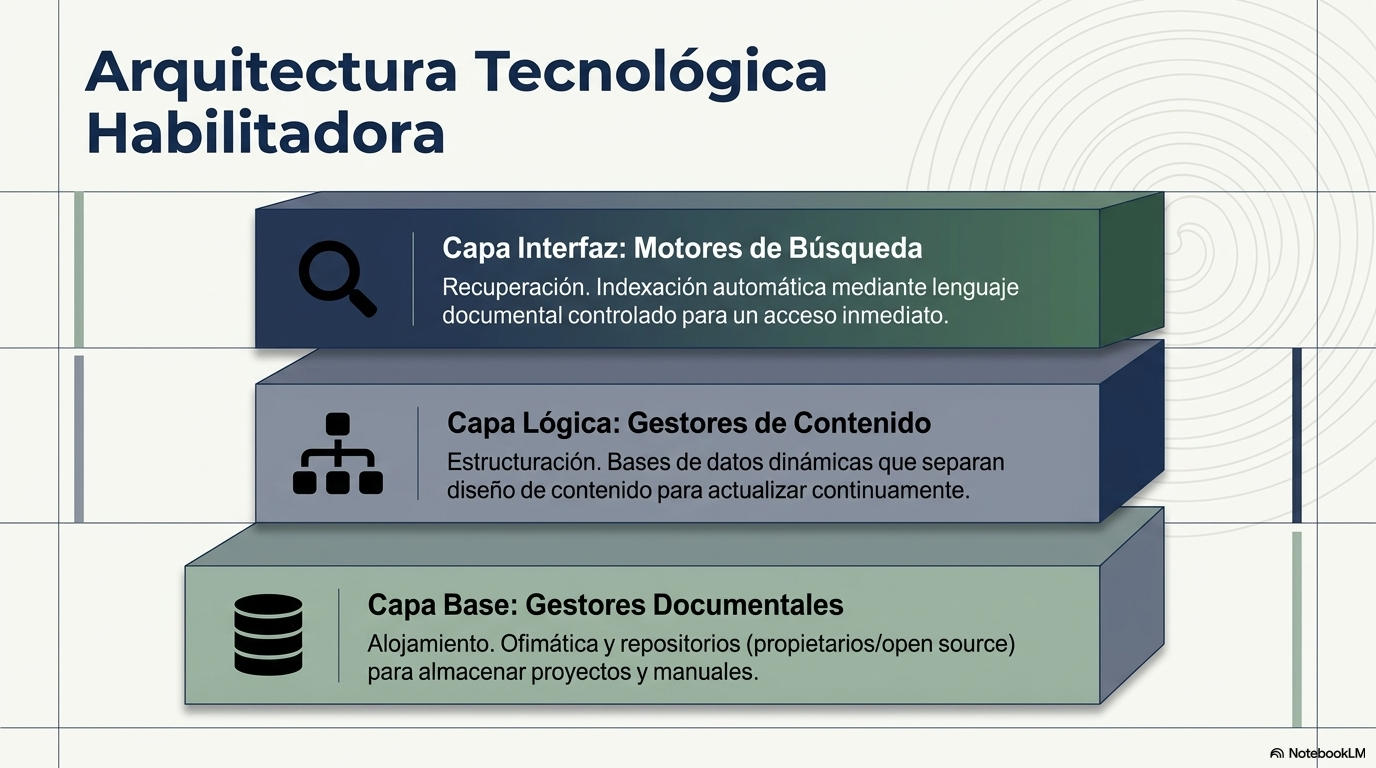 Arquitectura Tecnológica
Habilitadora
Capa Interfaz: Motores de Búsqueda
Recuperación. Indexación automática mediante lenguaje
documental controlado para un acceso inmediato.
Capa Lógica: Gestores de Contenido
Estructuración. Bases de datos dinámicas que separan
diseño de contenido para actualizar continuamente.
Capa Base: Gestores Documentales
Alojamiento. Ofimática y repositorios (propietarios/open source)
para almacenar proyectos y manuales.
NotebookLM